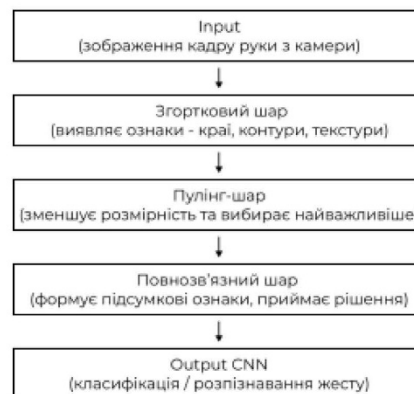 Input
(зображення кадру руки з камери)
Згортковий шар
(виявляє ознаки - краї, контури, текстури)
Пулінг-шар
(зменшує розмірність та вибирає найважливіше)
Повнозв'язний шар
(формує підсумкові ознаки, приймає рішення)
Output CNN
(класифікація / розпізнавання жесту)